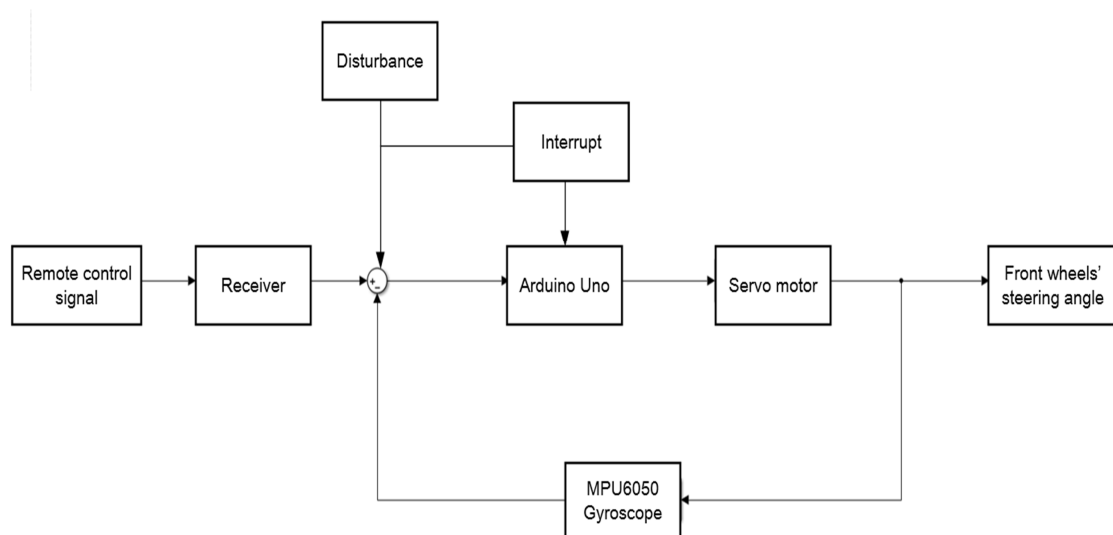 Disturbance
Interrupt
Remote control
signal
Receiver
+
-
Arduino Uno
Servo motor
Front wheels’
steering angle
MPU6050
Gyroscope